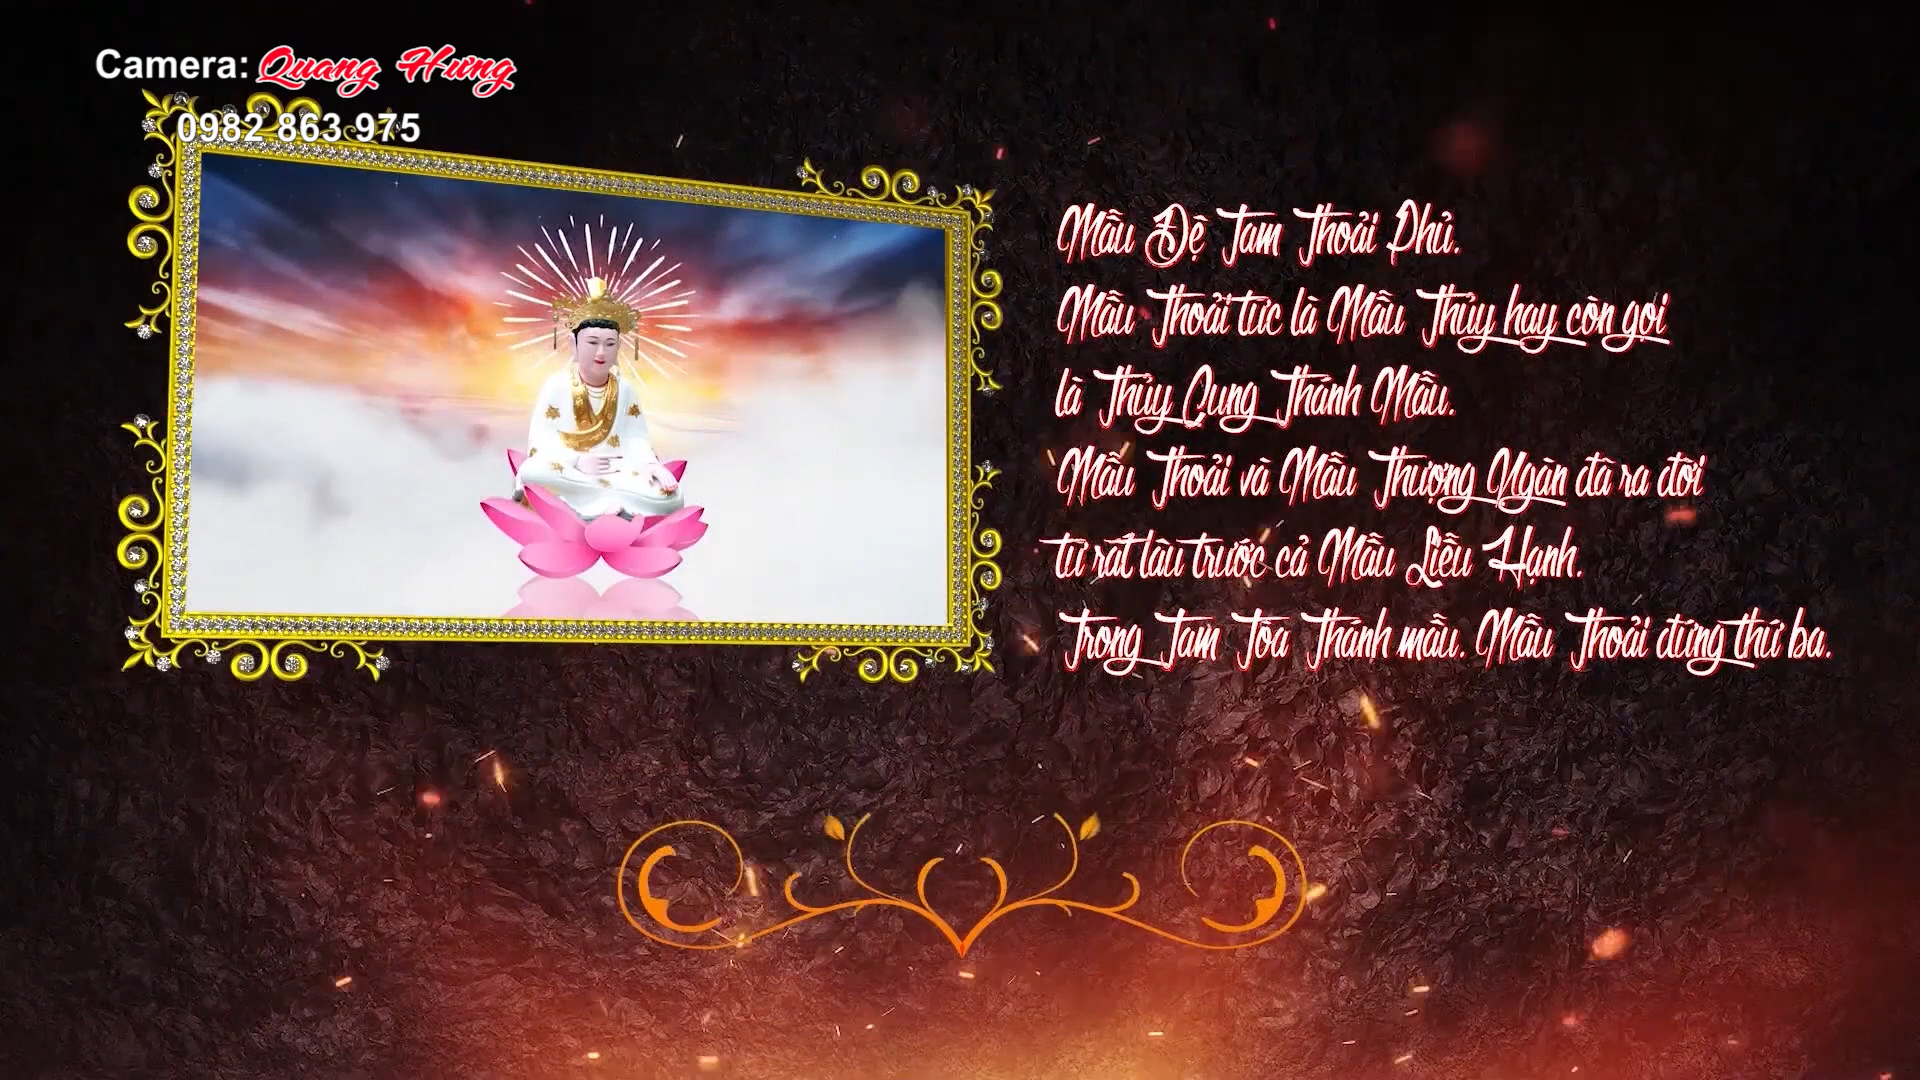 Camera: Quang Hưng
0982 863 975
Mẫu Đệ Tam Thoải Phủ.
Mẫu Thoải tức là Mẫu Thủy hay còn gọi
là Thủy Cung Thánh Mẫu.
Mẫu Thoải và Mẫu Thượng Ngàn đã ra đời
từ rất lâu trước cả Mẫu Liễu Hạnh.
Trong Tam Tòa Thánh mẫu. Mẫu Thoải đứng thứ ba.